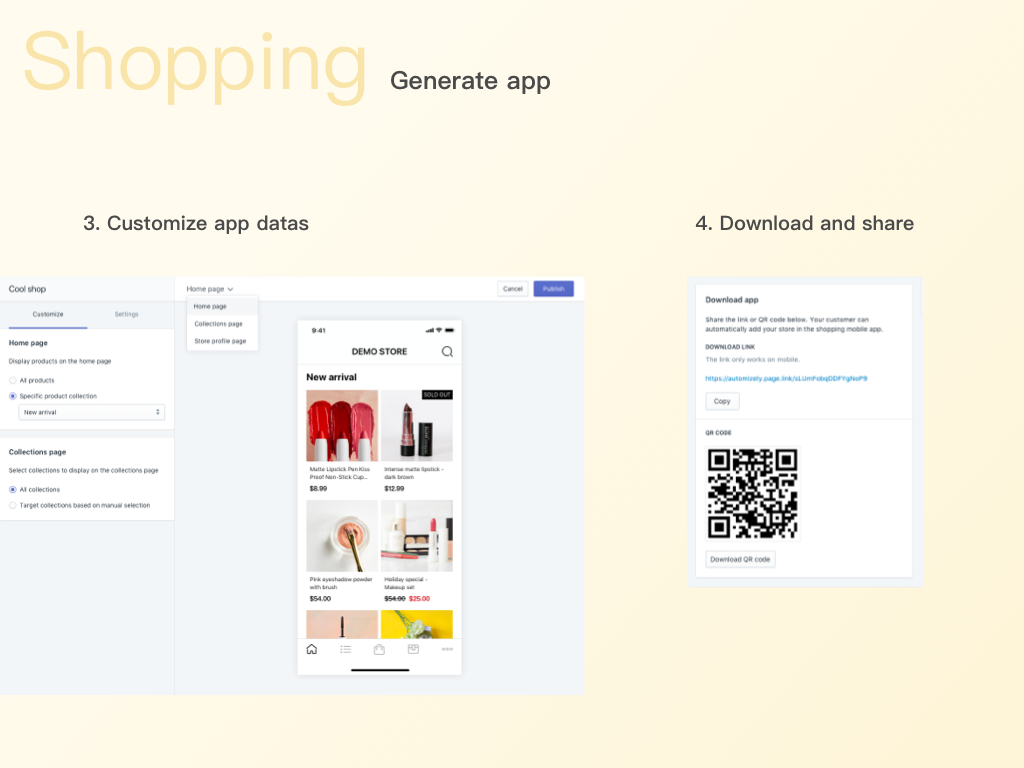 Shopping
Generate app
3. Customize app datas
4. Download and share
Cool shop
Customize
Settings
Home page
Display products on the home page
All products
Specific product collection
New arrival
Collections page
Select collections to display on the collections page
All collections
Target collections based on manual selection
Home page
Cancel
Publish
Home page
Collections page
Store profile page
9:41
DEMO STORE
New arrival
SOLD OUT
Matte Lipstick Pen Kiss
Proof Non-Stick Cup...
$8.99
Intense matte lipstick -
dark brown
$12.99
Pink eyeshadow powder
with brush
$54.00
Holiday special -
Makeup set
$54.00 $25.00
Download app
Share the link or QR code below. Your customer can
automatically add your store in the shopping mobile app.
DOWNLOAD LINK
The link only works on mobile.
Copy
QR CODE
Download QR code